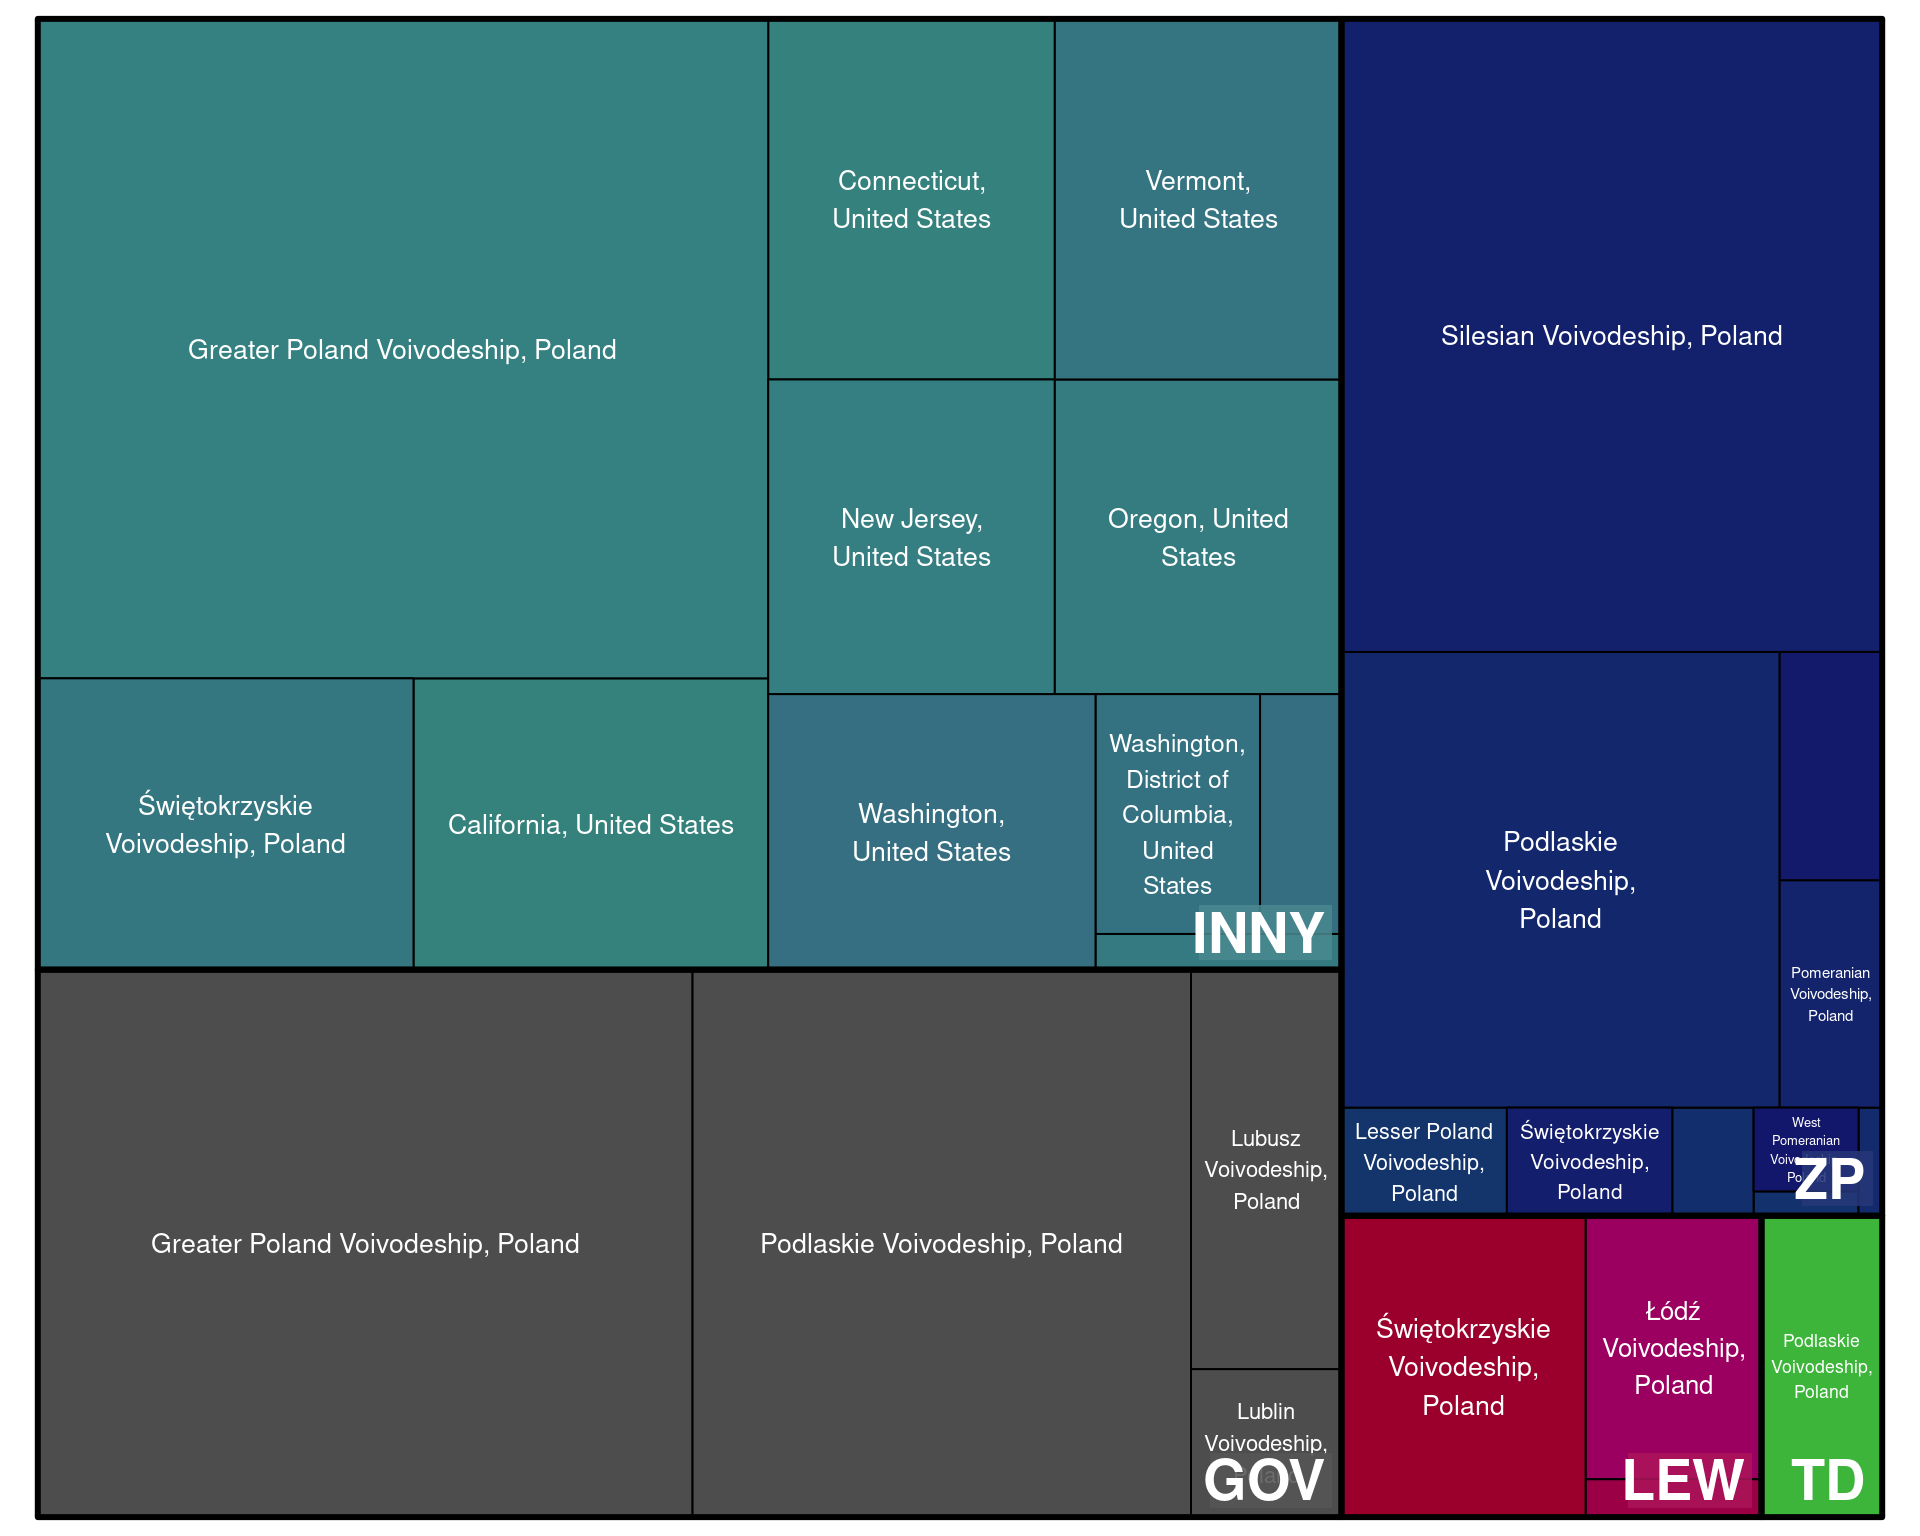 Greater Poland Voivodeship, Poland
Connecticut,
United States
Vermont,
United States
New Jersey,
United States
Oregon, United
States
Świętokrzyskie
Voivodeship, Poland
California, United States
Washington,
United States
Washington,
District of
Columbia,
United
States
INNY
Greater Poland Voivodeship, Poland
Podlaskie Voivodeship, Poland
Lubusz
Voivodeship,
Poland
Lublin
Voivodeship,
GOV
Silesian Voivodeship, Poland
Podlaskie
Voivodeship,
Poland
Pomeranian
Voivodeship,
Poland
Lesser Poland
Voivodeship,
Poland
Świętokrzyskie
Voivodeship,
Poland
West
Pomeranian
ZP
Świętokrzyskie
Voivodeship,
Poland
Łódź
Voivodeship,
Poland
LEW
Podlaskie
Voivodeship,
Poland
TD